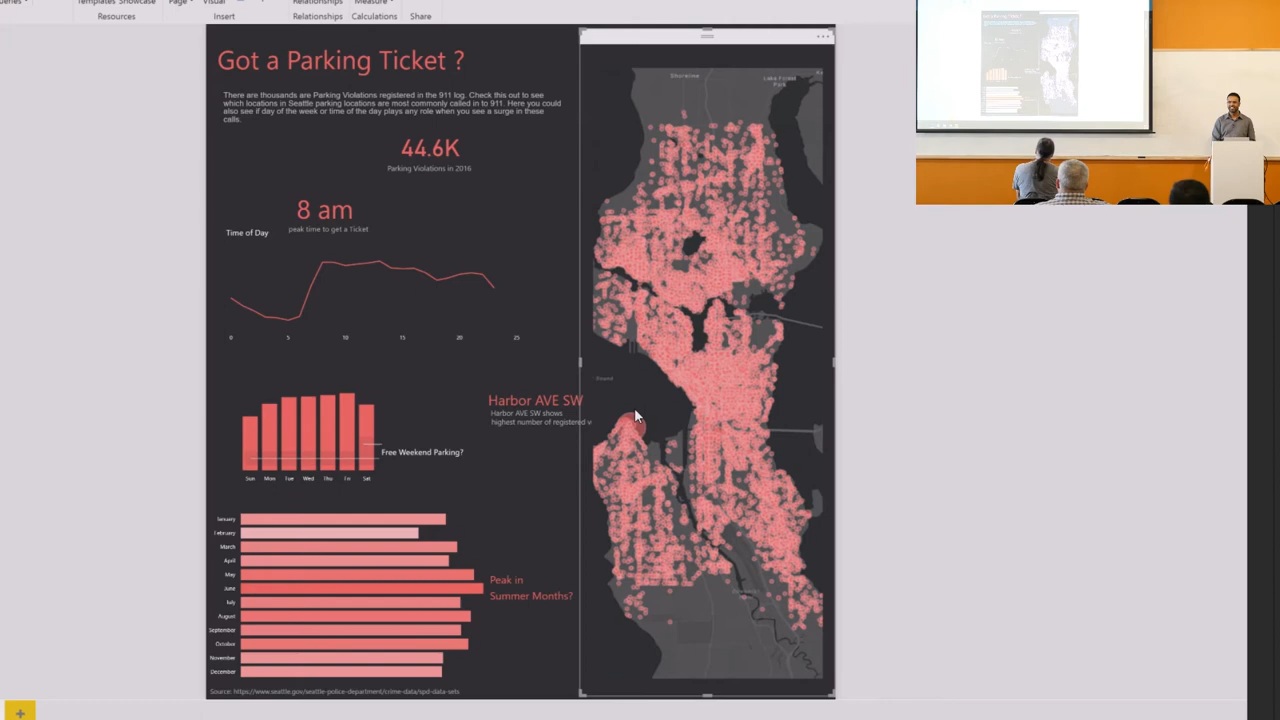 Templates Showcase
Page
Visual
Relationships
Measure
Resources
Insert
Relationships
Calculations
Share
Got a Parking Ticket ?
There are thousands are Parking Violations registered in the 911 log. Check this out to see
which locations in Seattle parking locations are most commonly called in to 911. Here you could
also see if day of the week or time of the day plays any role when you see a surge in these
calls.
44.6K
Parking Violations in 2016
8 am
Time of Day
peak time to get a Ticket
0 5 10 15 20 25
Shoreline
Lake Forest
Park
Sound
Harbor AVE SW
Harbor AVE SW shows
highest number of registered v
Free Weekend Parking?
Sun Mon Tue Wed Thu Fri Sat
January
February
March
April
May
June
July
August
September
October
November
December
Peak in
Summer Months?
Source: https://www.seattle.gov/seattle-police-department/crime-data/spd-data-sets